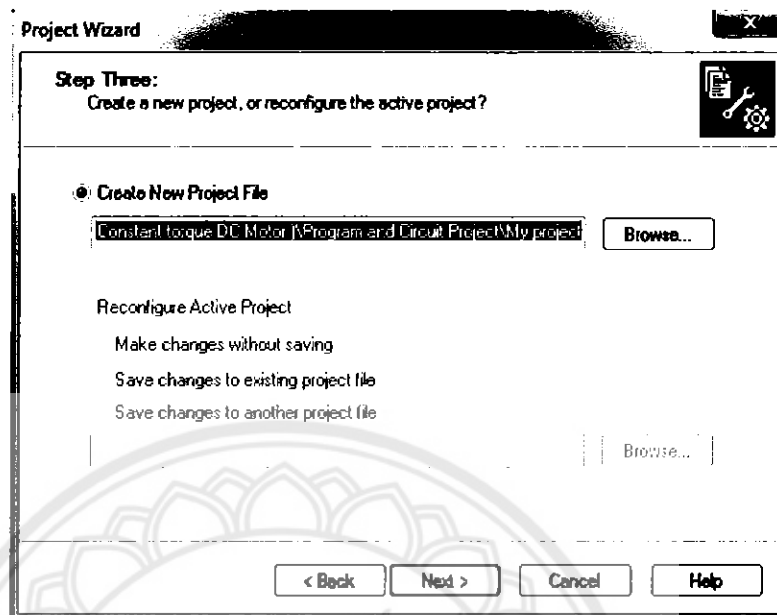 Project Wizard
X
Step Three:
Create a new project, or reconfigure the active project?
Create New Project File
Constant torque DC Motor )\Program and Circuit Project\My project
Browse...
Reconfigure Active Project
Make changes without saving
Save changes to existing project file
Save changes to another project file
Browse...
< Back
Next >
Cancel
Help